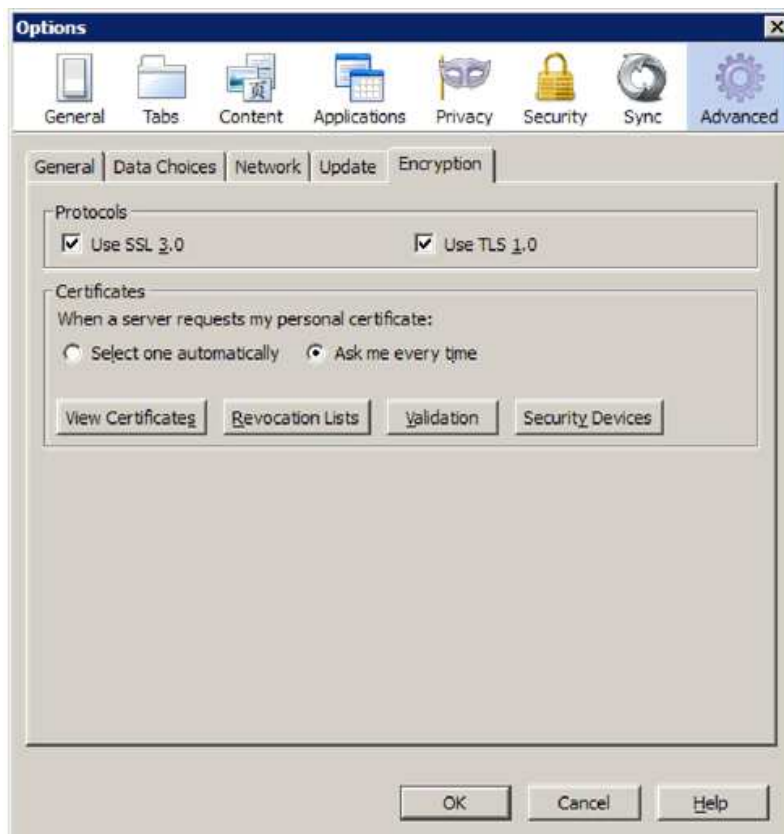 Options
General Tabs Content Applications Privacy Security Sync Advanced
General Data Choices Network Update Encryption
Protocols
Use SSL 3.0 Use TLS 1.0
Certificates
When a server requests my personal certificate:
Select one automatically Ask me every time
View Certificates Revocation Lists Validation Security Devices
OK Cancel Help